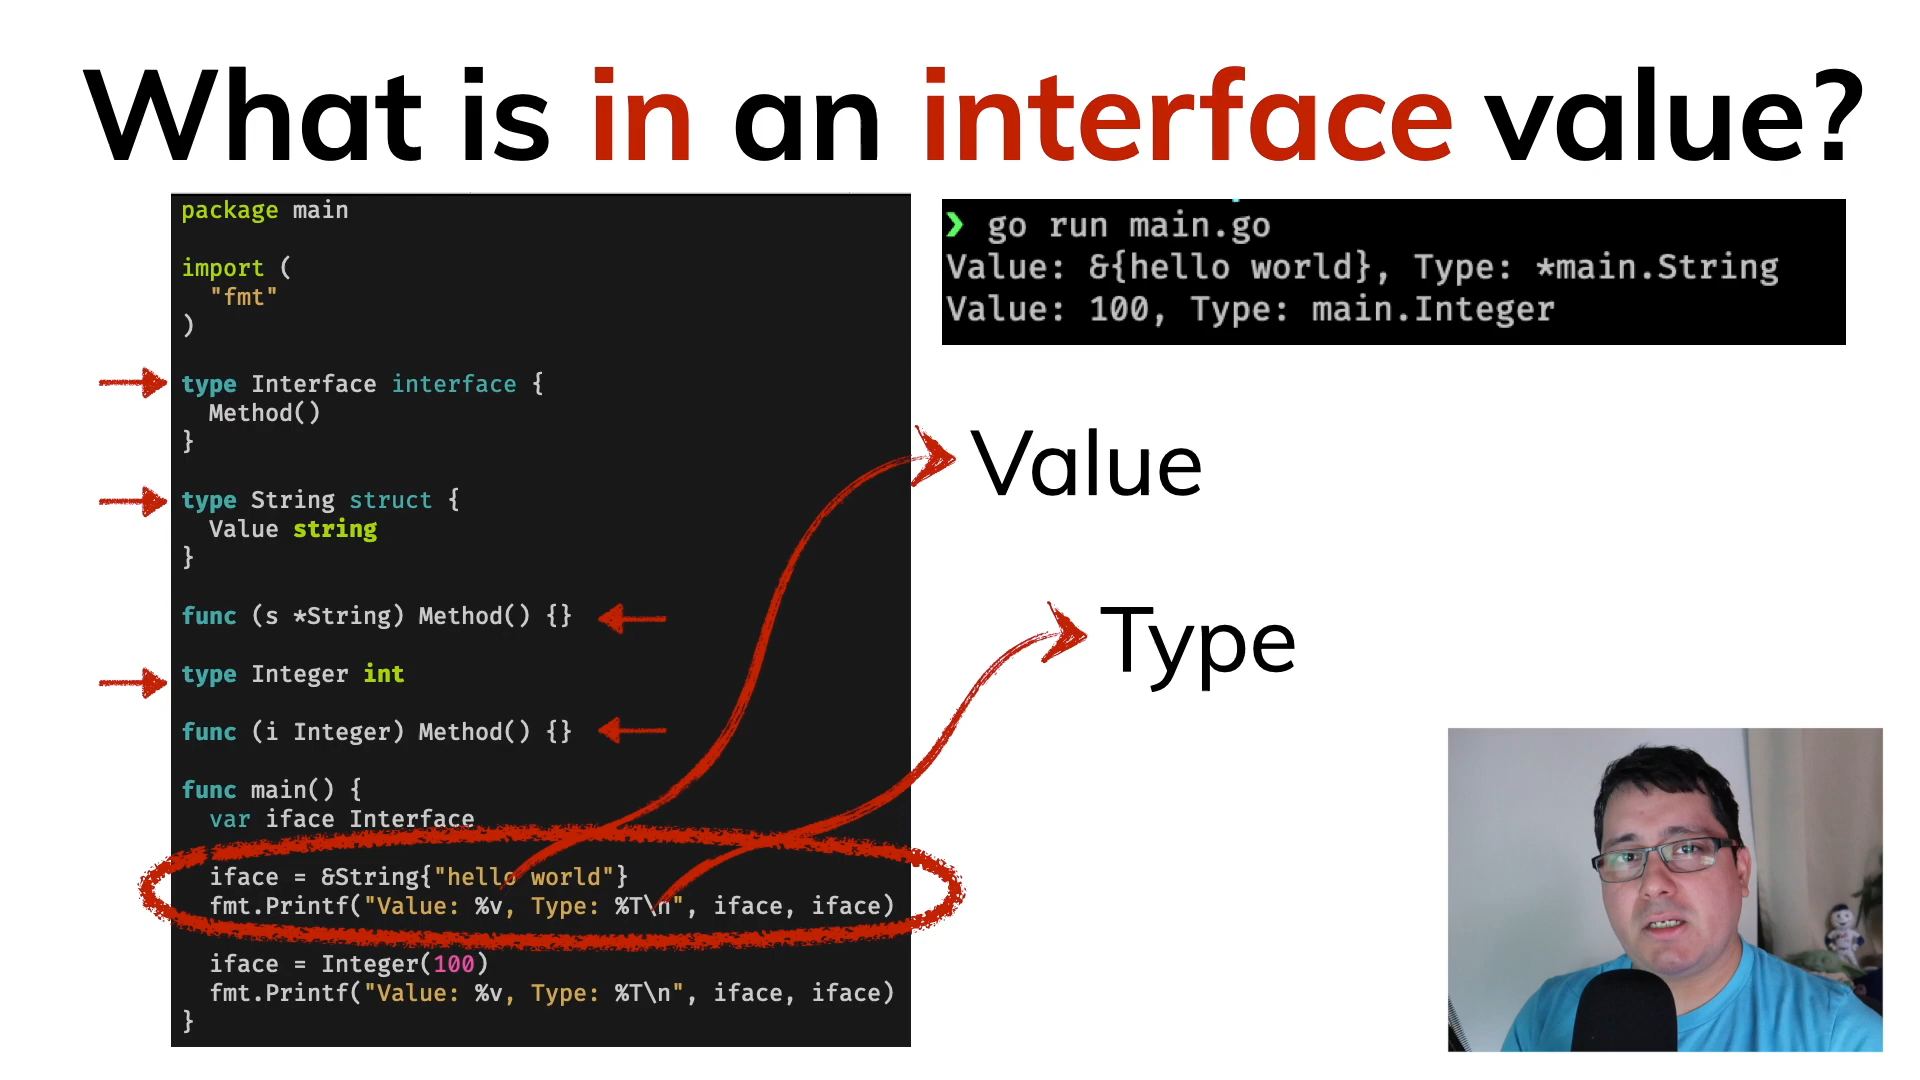 What is in an interface value?
package main
import (
"fmt"
)
type Interface interface {
Method()
}
type String struct {
Value string
}
func (s *String) Method() {}
type Integer int
func (i Integer) Method() {}
func main() {
var iface Interface
iface = &String{"hello world"}
fmt.Printf("Value: %v, Type: %T\n", iface, iface)
iface = Integer(100)
fmt.Printf("Value: %v, Type: %T\n", iface, iface)
}
❯ go run main.go
Value: &{hello world}, Type: *main.String
Value: 100, Type: main.Integer
Value
Type